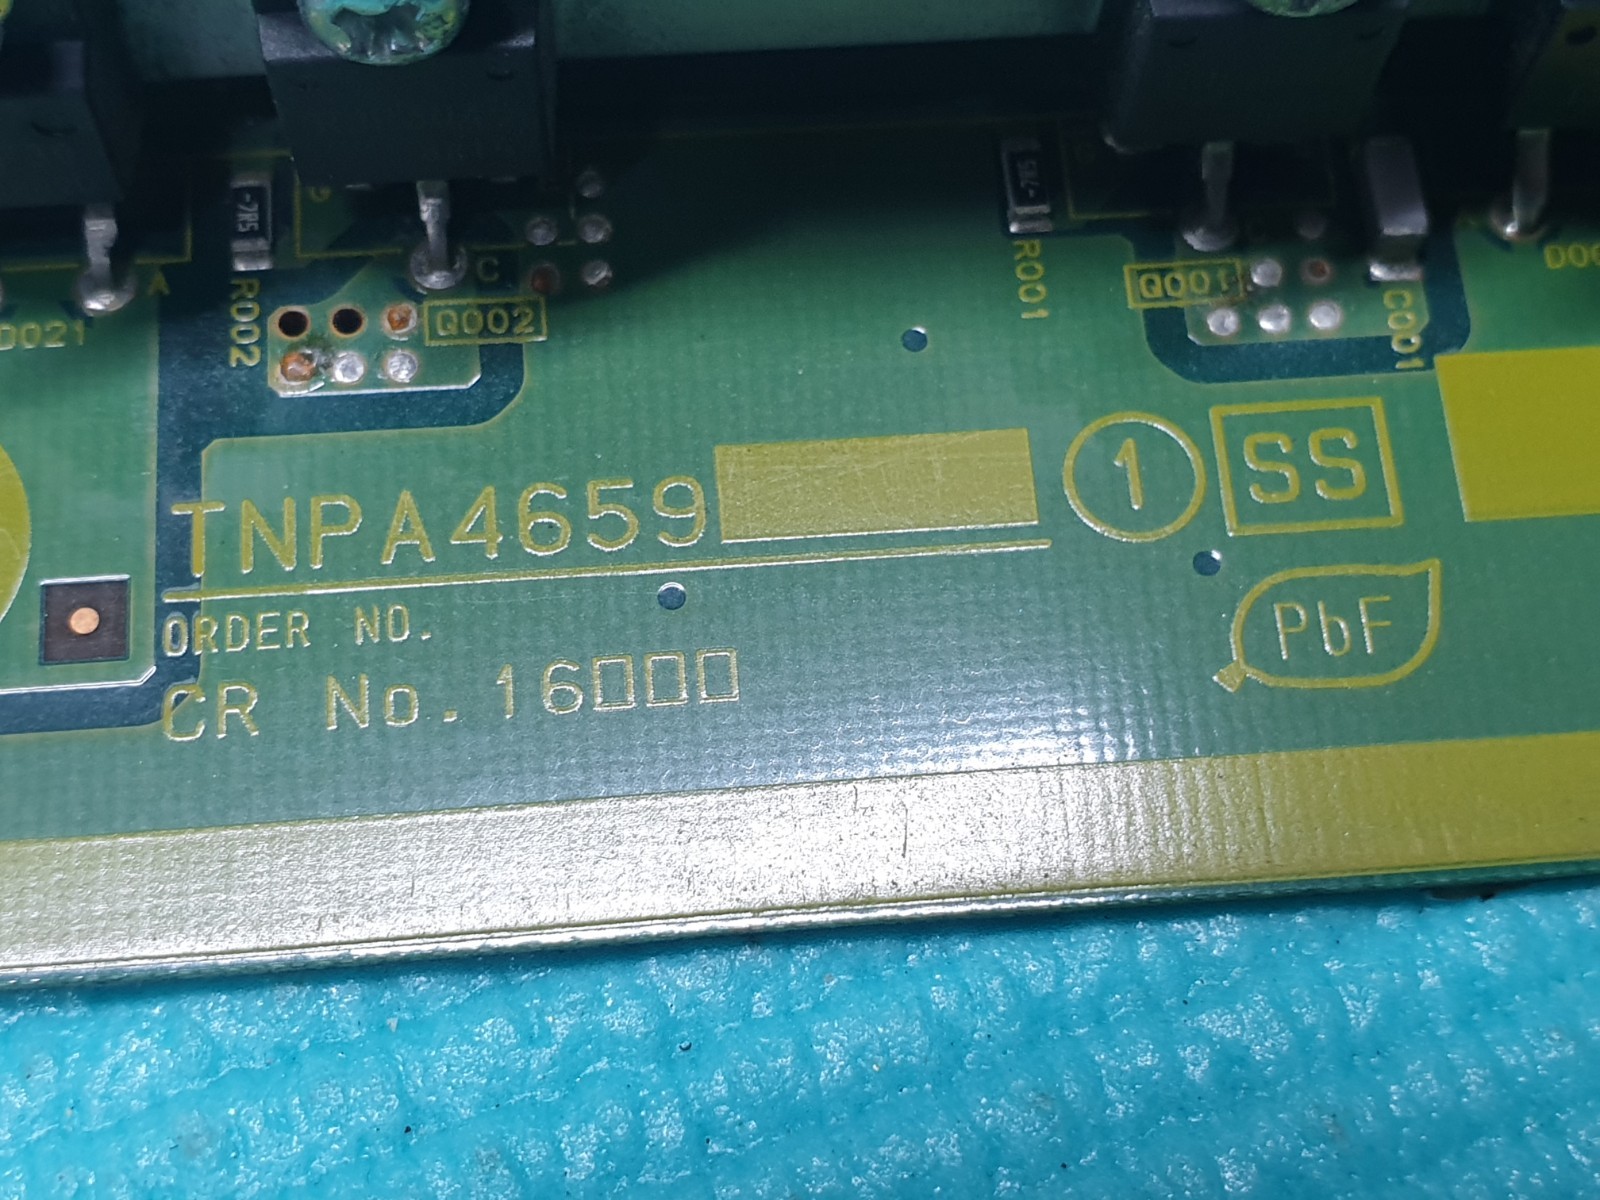 C
A
R002
Q002
R001
Q001
C001
D021
TNPA4659
1
SS
ORDER NO.
PbF
CR No.16□□□